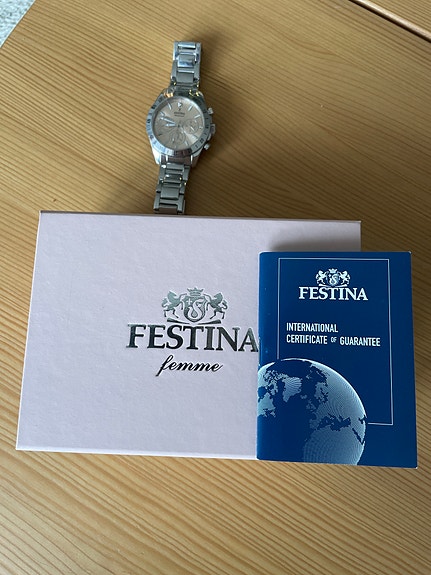 FESTINA
femme
FESTINA
INTERNATIONAL
CERTIFICATE OF GUARANTEE